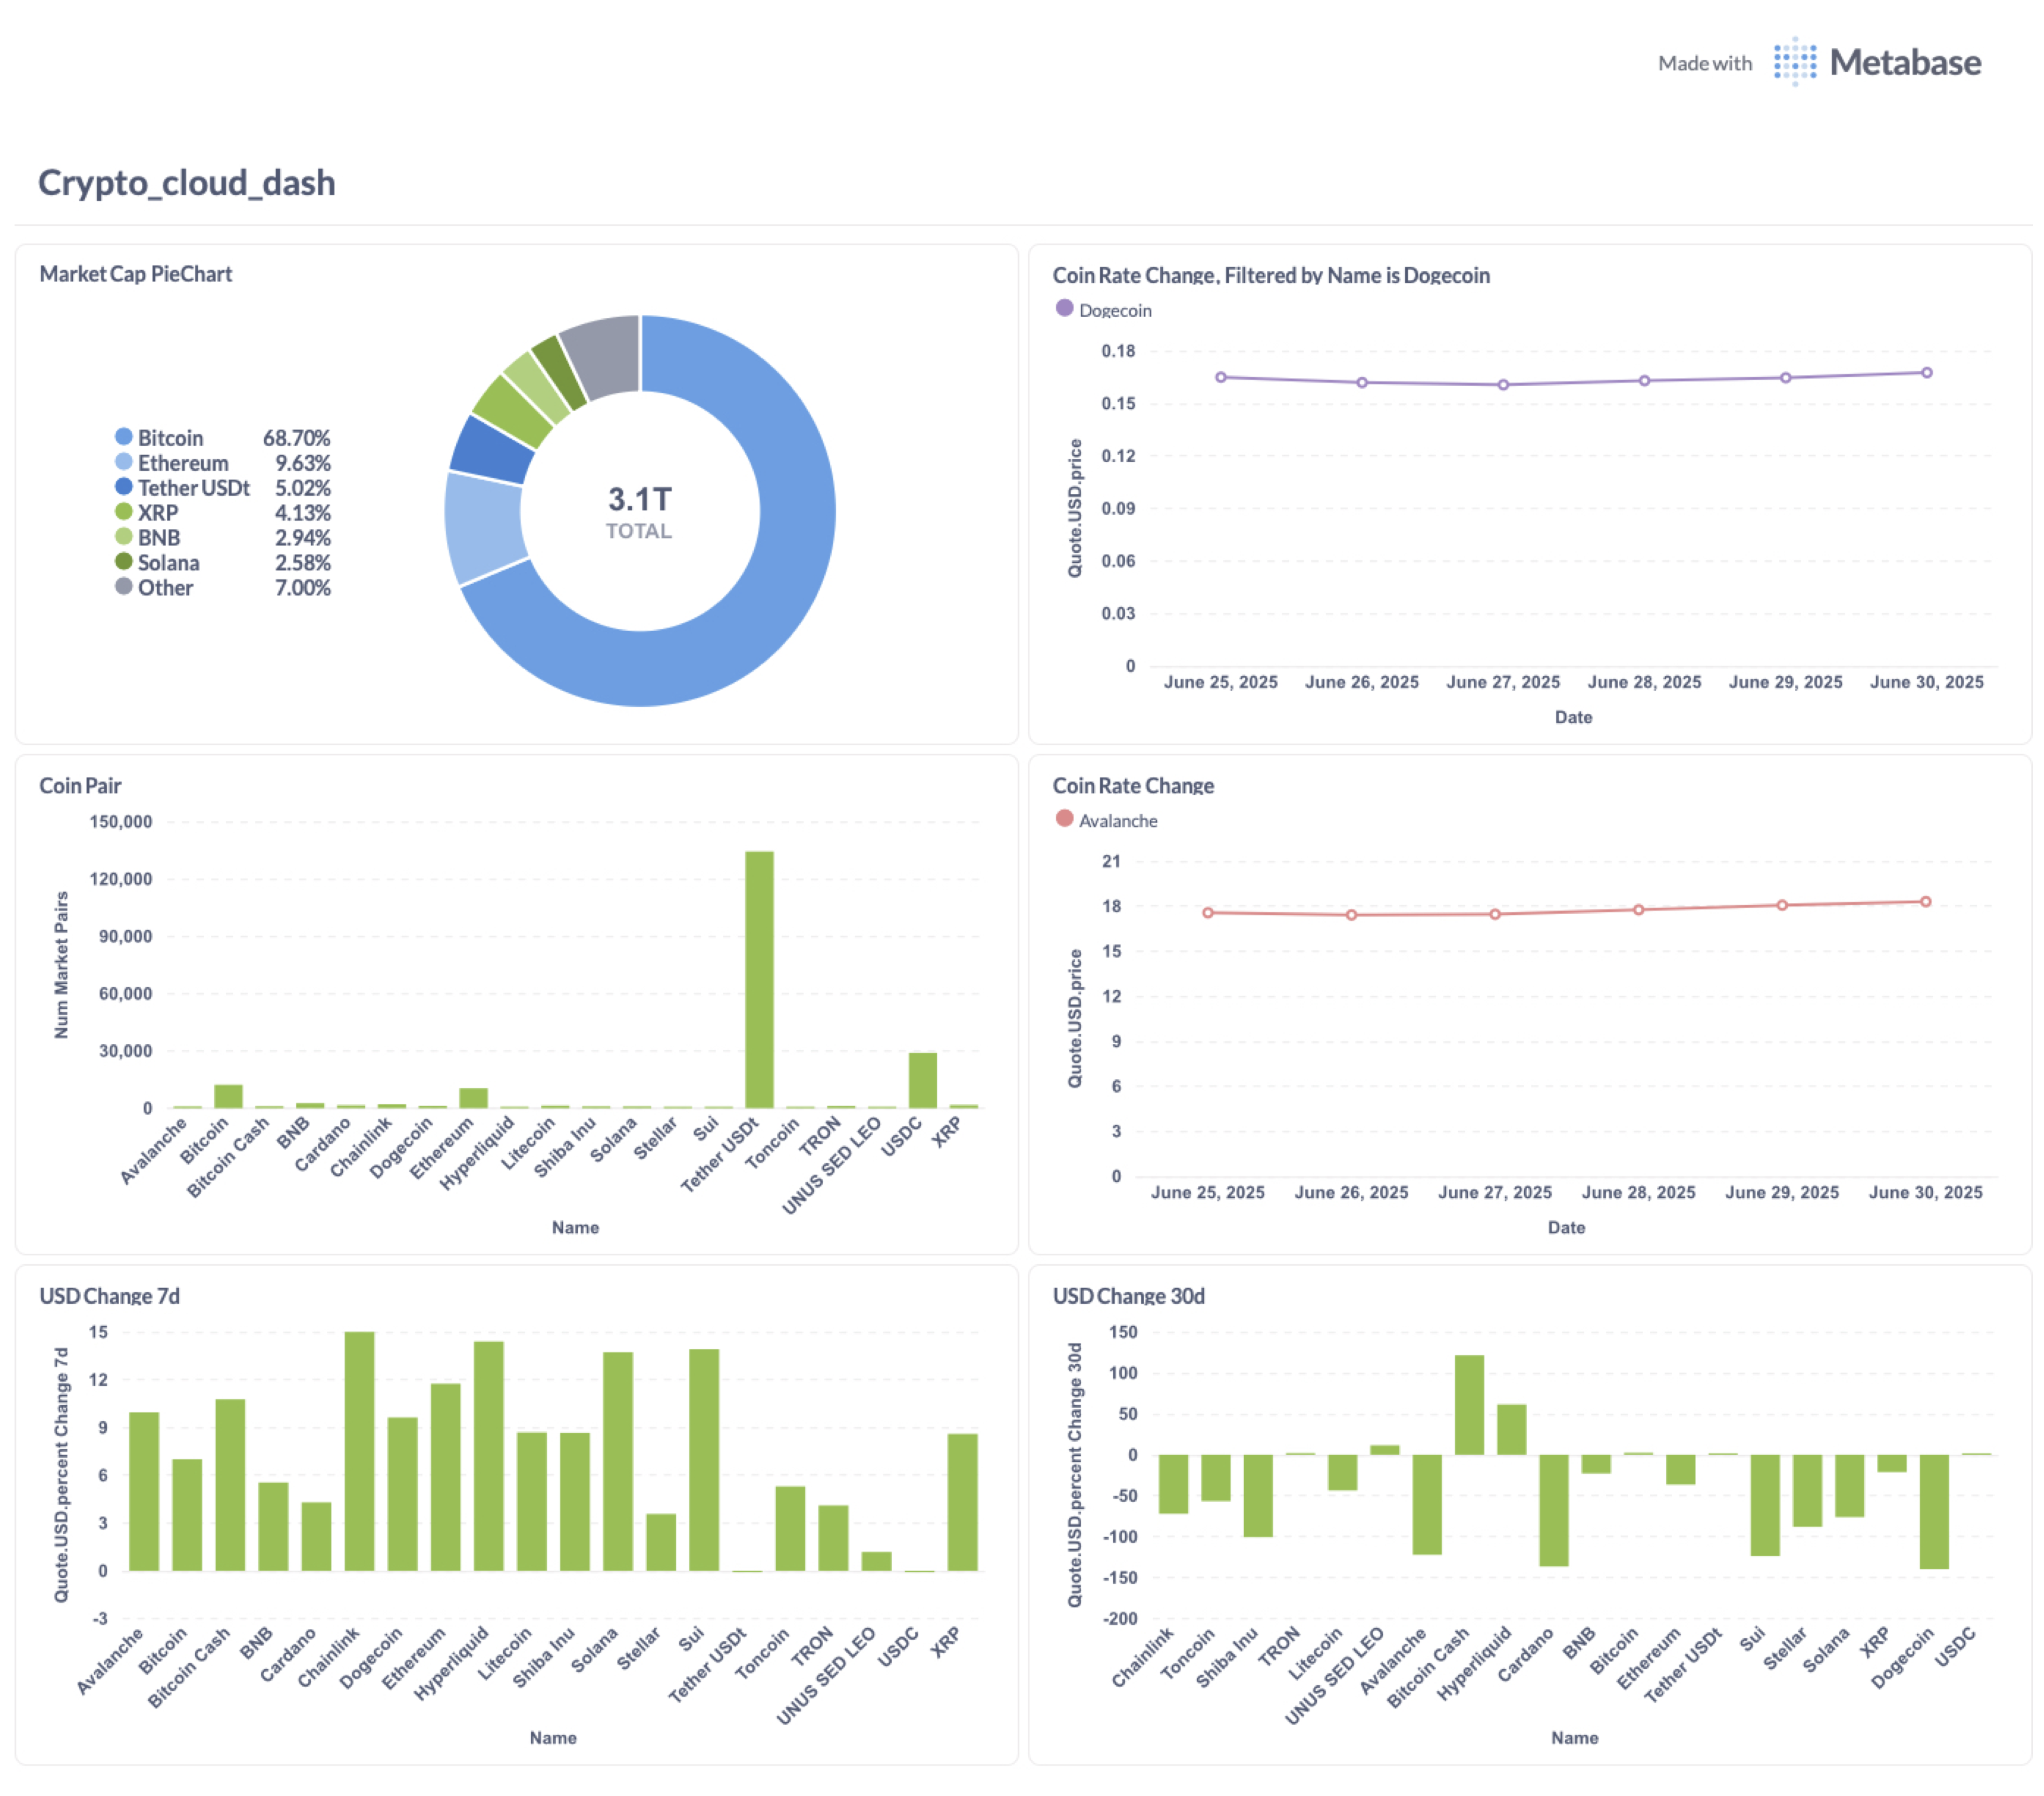 Made with Metabase
Crypto_cloud_dash
Market Cap PieChart
Bitcoin 68.70%
Ethereum 9.63%
Tether USDt 5.02%
XRP 4.13%
BNB 2.94%
Solana 2.58%
Other 7.00%
3.1T
TOTAL
Coin Rate Change, Filtered by Name is Dogecoin
Dogecoin
Quote.USD.price
0.18
0.15
0.12
0.09
0.06
0.03
0
June 25, 2025 June 26, 2025 June 27, 2025 June 28, 2025 June 29, 2025 June 30, 2025
Date
Coin Pair
Num Market Pairs
150,000
120,000
90,000
60,000
30,000
0
Avalanche
Bitcoin
Bitcoin Cash
BNB
Cardano
Chainlink
Dogecoin
Ethereum
Hyperliquid
Litecoin
Shiba Inu
Solana
Stellar
Sui
Tether USDt
Toncoin
TRON
UNUS SED LEO
USDC
XRP
Name
Coin Rate Change
Avalanche
Quote.USD.price
21
18
15
12
9
6
3
0
June 25, 2025 June 26, 2025 June 27, 2025 June 28, 2025 June 29, 2025 June 30, 2025
Date
USD Change 7d
Quote.USD.percent Change 7d
15
12
9
6
3
0
-3
Avalanche
Bitcoin
Bitcoin Cash
BNB
Cardano
Chainlink
Dogecoin
Ethereum
Hyperliquid
Litecoin
Shiba Inu
Solana
Stellar
Sui
Tether USDt
Toncoin
TRON
UNUS SED LEO
USDC
XRP
Name
USD Change 30d
Quote.USD.percent Change 30d
150
100
50
0
-50
-100
-150
-200
Chainlink
Toncoin
Shiba Inu
TRON
Litecoin
UNUS SED LEO
Avalanche
Bitcoin Cash
Hyperliquid
Cardano
BNB
Bitcoin
Ethereum
Tether USDt
Sui
Stellar
Solana
XRP
Dogecoin
USDC
Name